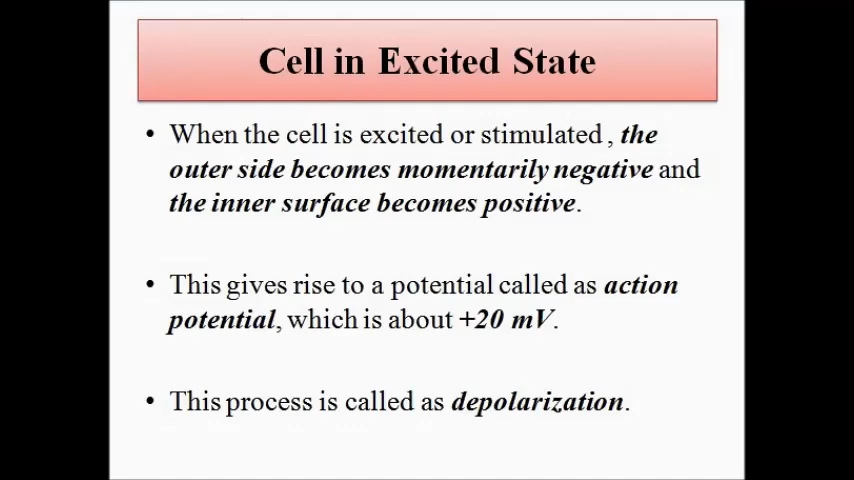 Cell in Excited State
• When the cell is excited or stimulated , the
outer side becomes momentarily negative and
the inner surface becomes positive.
• This gives rise to a potential called as action
potential, which is about +20 mV.
• This process is called as depolarization.